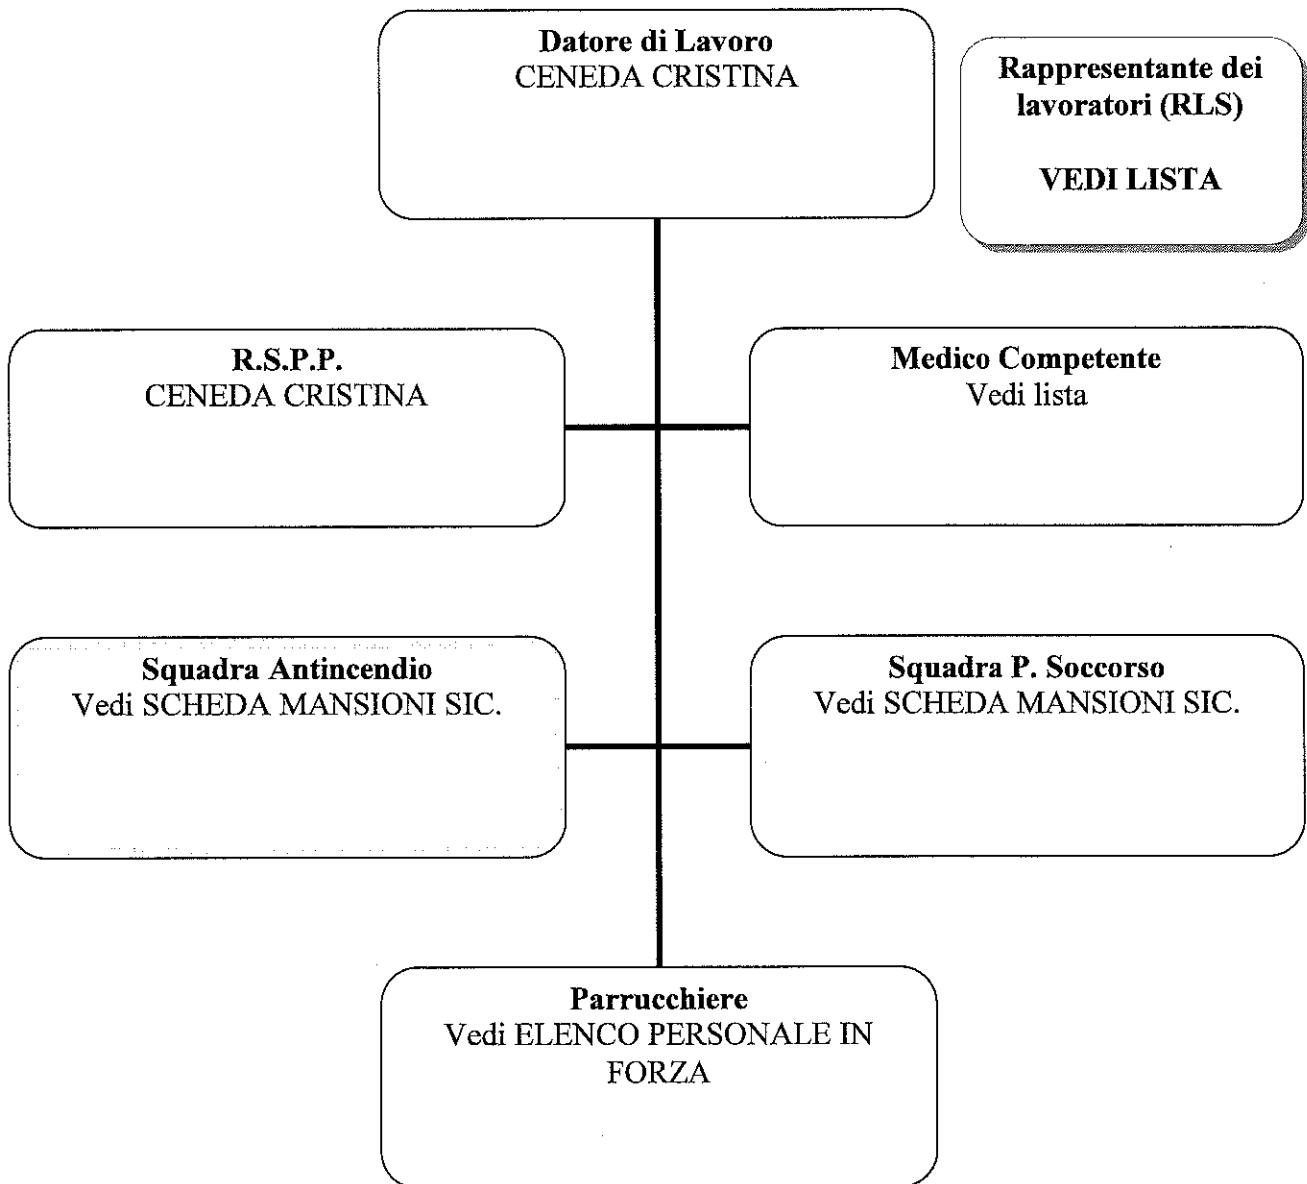 Datore di Lavoro
CENEDA CRISTINA
Rappresentante dei
lavoratori (RLS)
VEDI LISTA
R.S.P.P.
CENEDA CRISTINA
Medico Competente
Vedi lista
Squadra Antincendio
Vedi SCHEDA MANSIONI SIC.
Squadra P. Soccorso
Vedi SCHEDA MANSIONI SIC.
Parrucchiere
Vedi ELENCO PERSONALE IN
FORZA